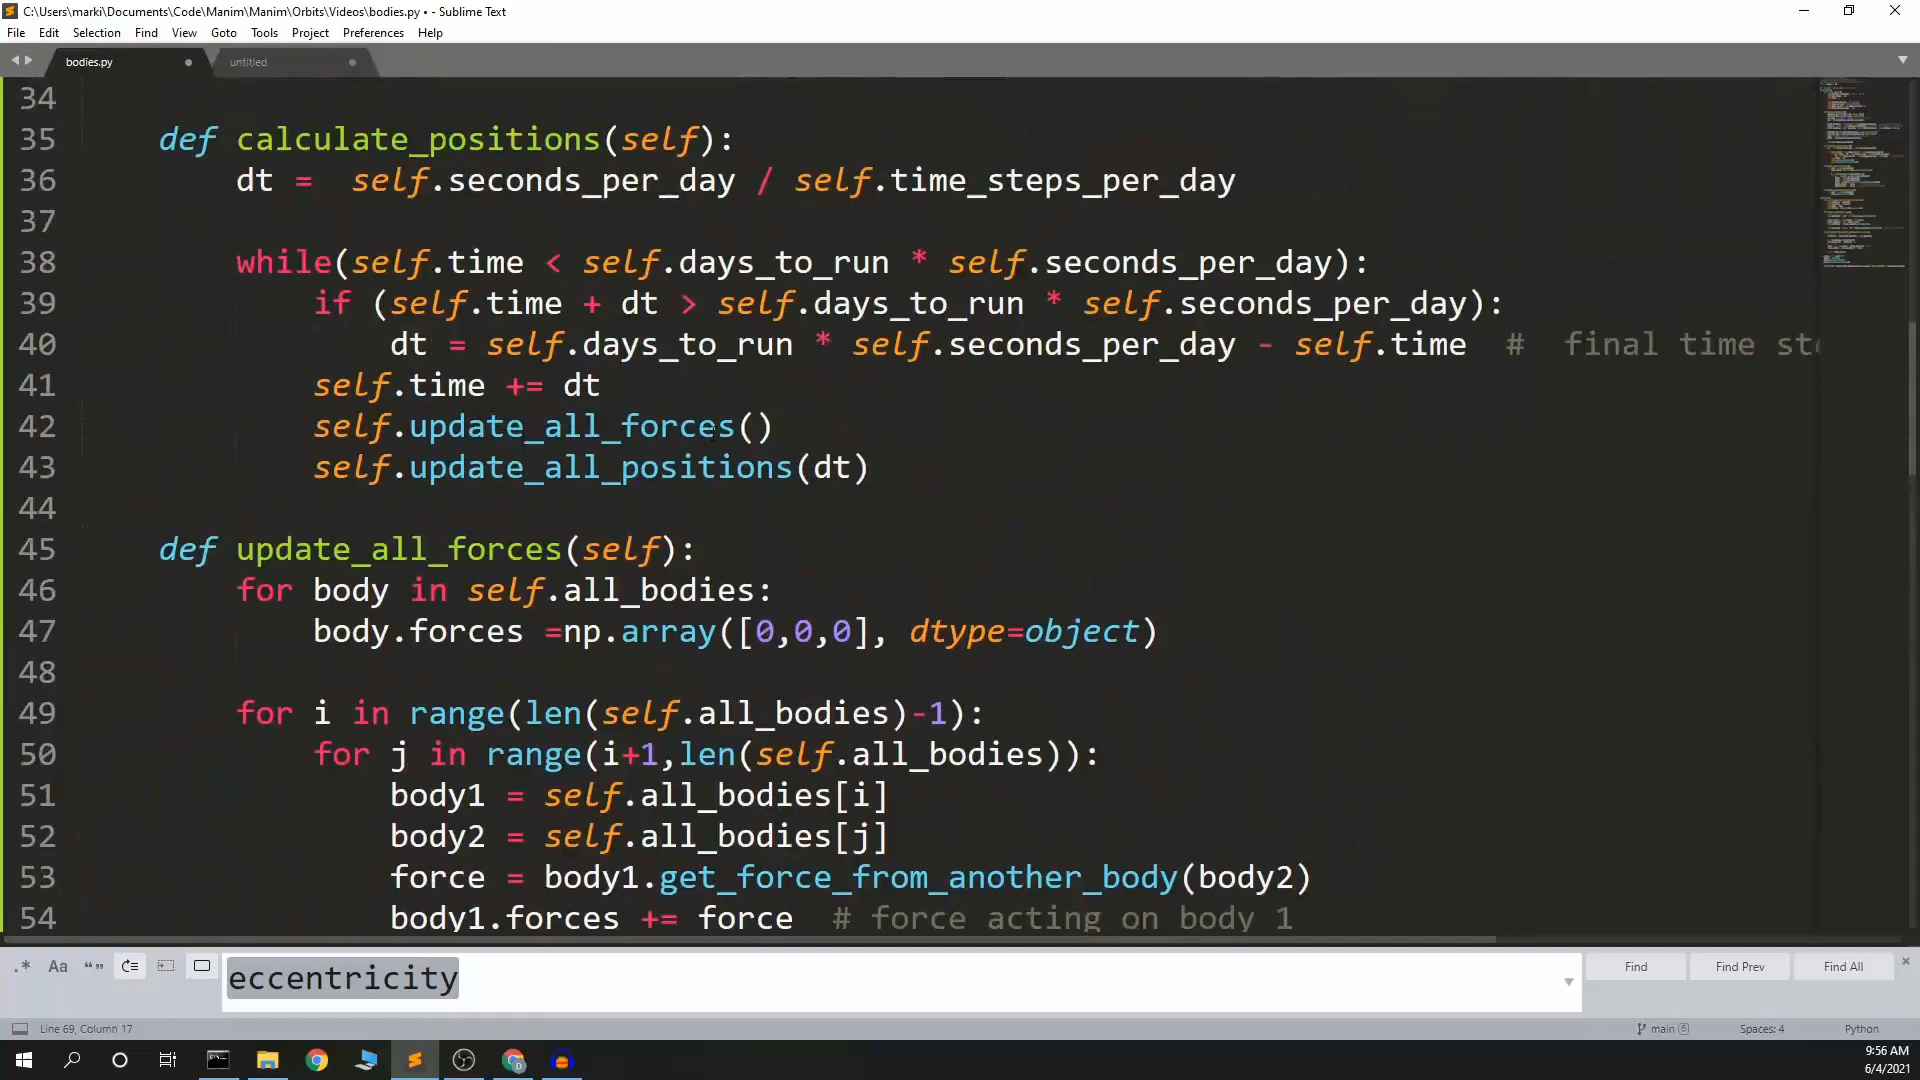 C:\Users\marki\Documents\Code\Manim\Manim\Orbits\Videos\bodies.py • - Sublime Text
File Edit Selection Find View Goto Tools Project Preferences Help
bodies.py untitled
34
35 def calculate_positions(self):
36 dt =  self.seconds_per_day / self.time_steps_per_day
37
38 while(self.time < self.days_to_run * self.seconds_per_day):
39 if (self.time + dt > self.days_to_run * self.seconds_per_day):
40 dt = self.days_to_run * self.seconds_per_day - self.time  #  final time ste
41 self.time += dt
42 self.update_all_forces()
43 self.update_all_positions(dt)
44
45 def update_all_forces(self):
46 for body in self.all_bodies:
47 body.forces =np.array([0,0,0], dtype=object)
48
49 for i in range(len(self.all_bodies)-1):
50 for j in range(i+1,len(self.all_bodies)):
51 body1 = self.all_bodies[i]
52 body2 = self.all_bodies[j]
53 force = body1.get_force_from_another_body(body2)
54 body1.forces += force  # force acting on body 1
.* Aa “” eccentricity Find Find Prev Find All
Line 69, Column 17 main 6 Spaces: 4 Python
9:56 AM
6/4/2021